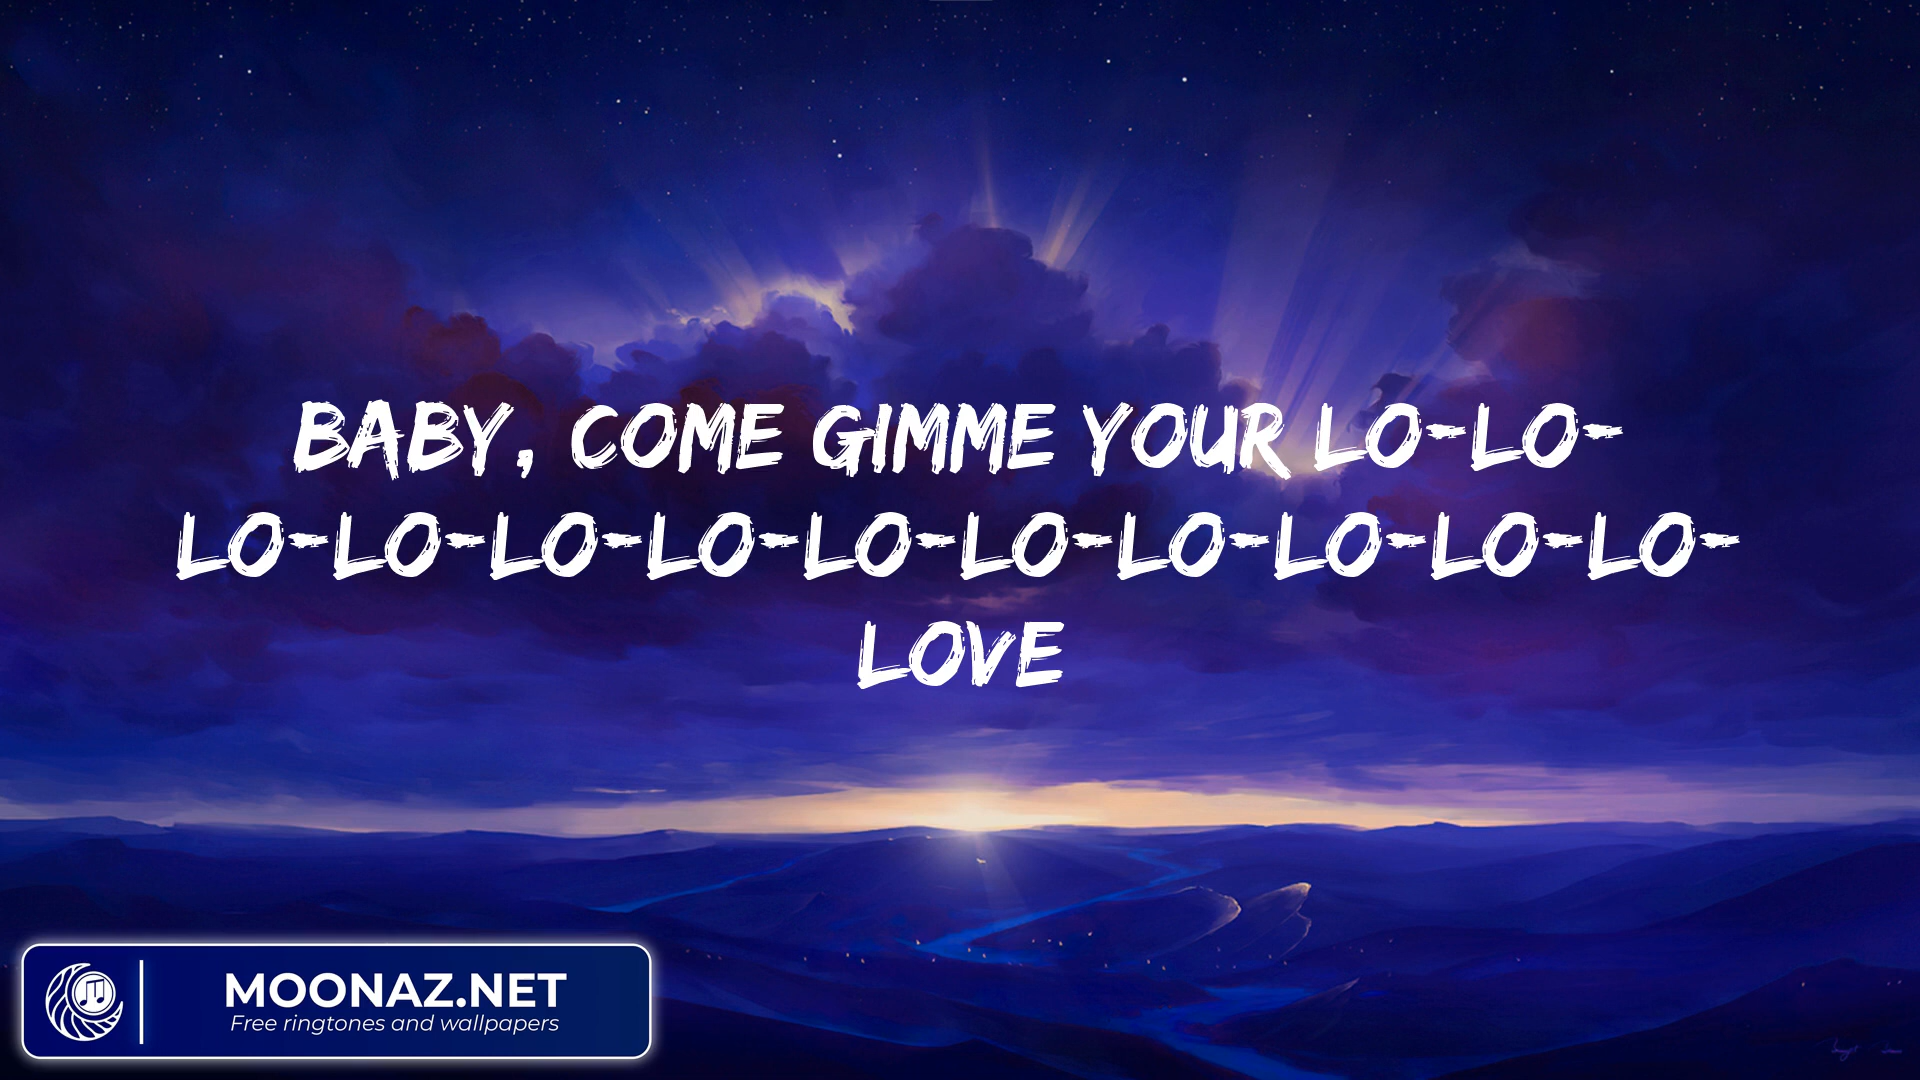 BABY, COME GIMME YOUR LO-LO-
LO-LO-LO-LO-LO-LO-LO-LO-LO-LO-
LOVE
MOONAZ.NET
Free ringtones and wallpapers